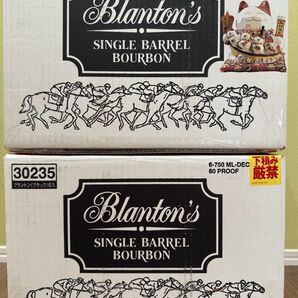 Blanton's
SINGLE BARREL
BOURBON
30235
ブラントン(ブラック)6入
6-750 ML-DEC
80 PROOF
下積み
厳禁
Blanton's
SINGLE BARREL
BOURBON